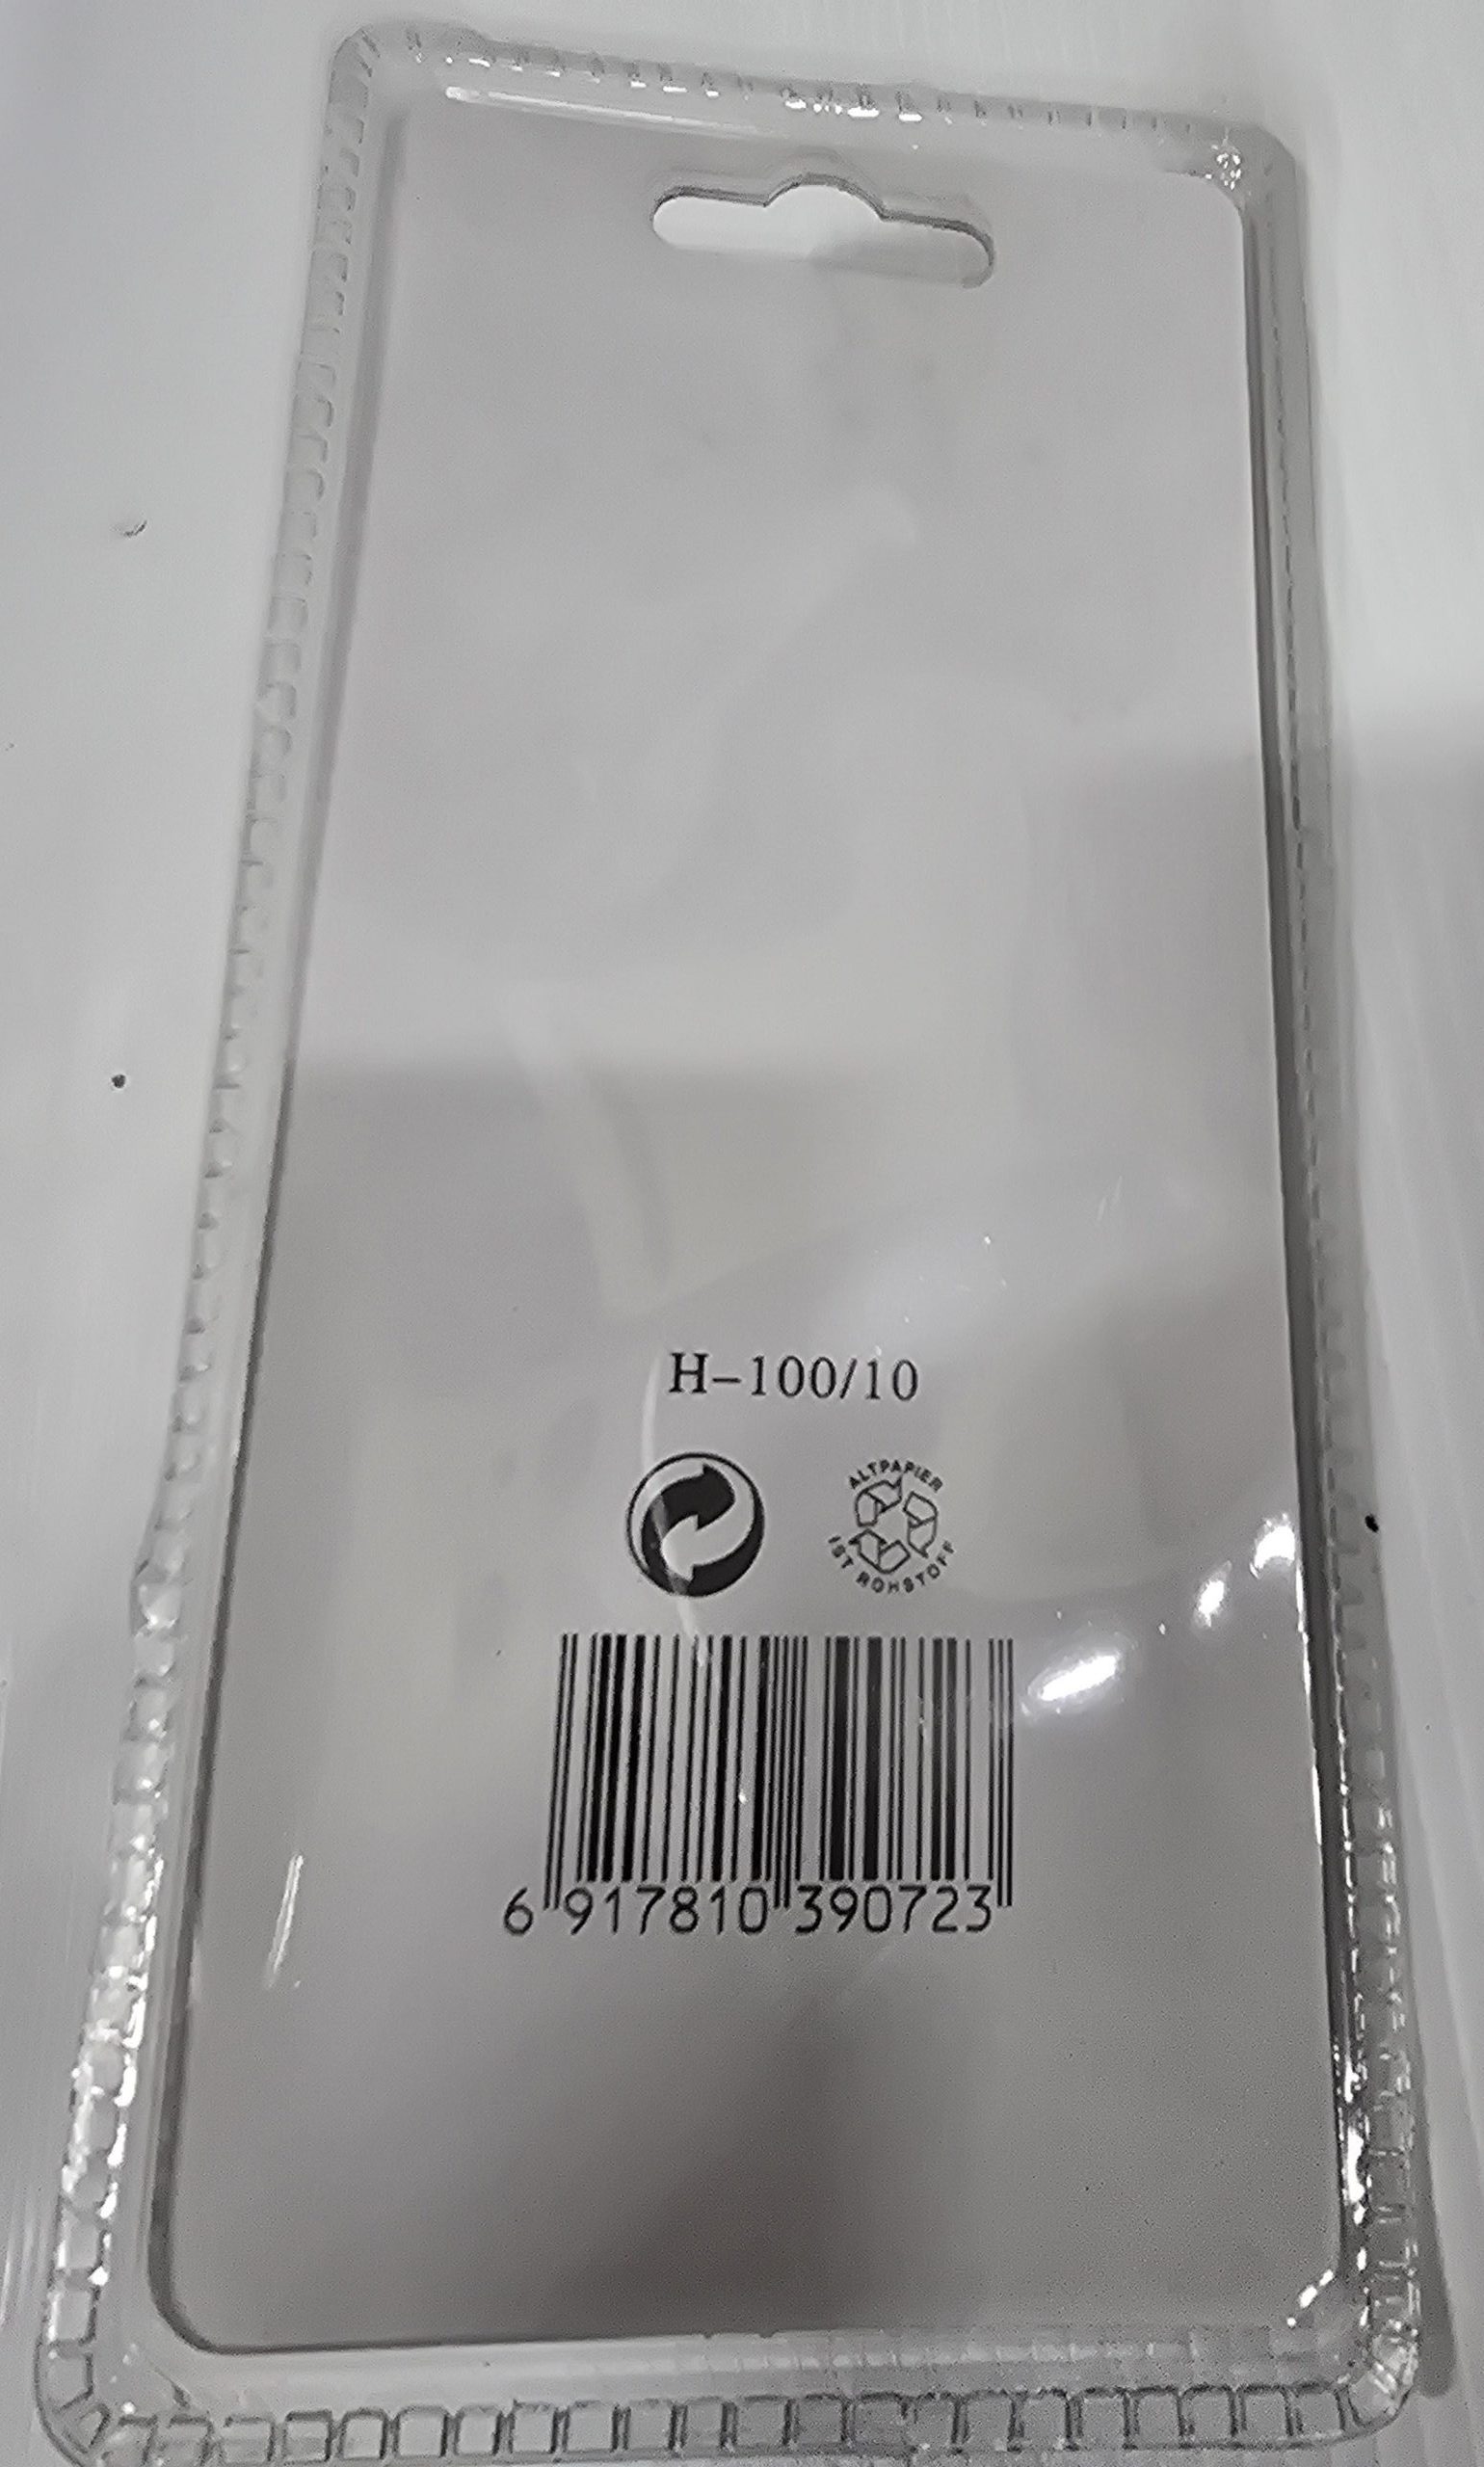 H–100/10
ALTPAPIER
IST ROHSTOFF
6 917810 390723